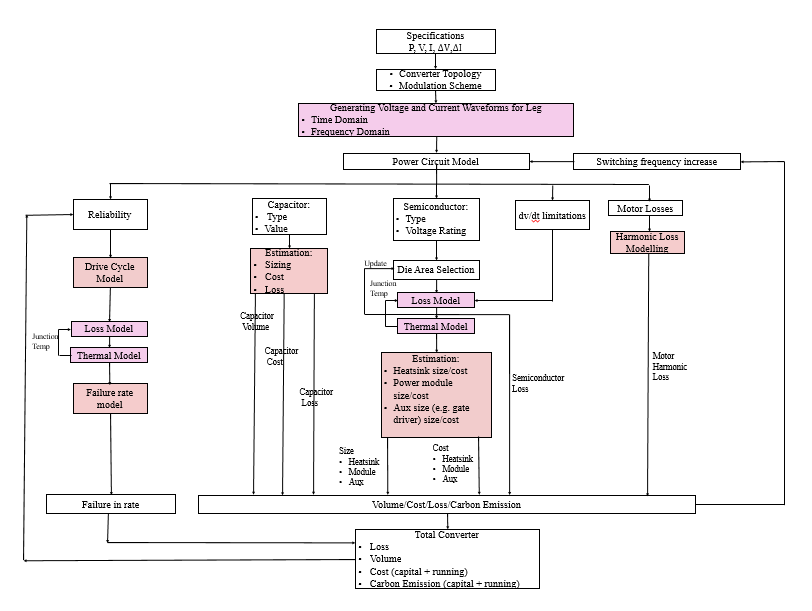 Specifications
P, V, I, ΔV,ΔI
• Converter Topology
• Modulation Scheme
Generating Voltage and Current Waveforms for Leg
• Time Domain
• Frequency Domain
Power Circuit Model
Switching frequency increase
Reliability
Capacitor:
• Type
• Value
Semiconductor:
• Type
• Voltage Rating
dv/dt limitations
Motor Losses
Harmonic Loss
Modelling
Drive Cycle
Model
Estimation:
• Sizing
• Cost
• Loss
Update
Die Area Selection
Junction
Temp
Loss Model
Thermal Model
Capacitor
Volume
Capacitor
Cost
Capacitor
Loss
Junction
Temp
Loss Model
Thermal Model
Failure rate
model
Estimation:
• Heatsink size/cost
• Power module
size/cost
• Aux size (e.g. gate
driver) size/cost
Semiconductor
Loss
Motor
Harmonic
Loss
Size
• Heatsink
• Module
• Aux
Cost
• Heatsink
• Module
• Aux
Failure in rate
Volume/Cost/Loss/Carbon Emission
Total Converter
• Loss
• Volume
• Cost (capital + running)
• Carbon Emission (capital + running)